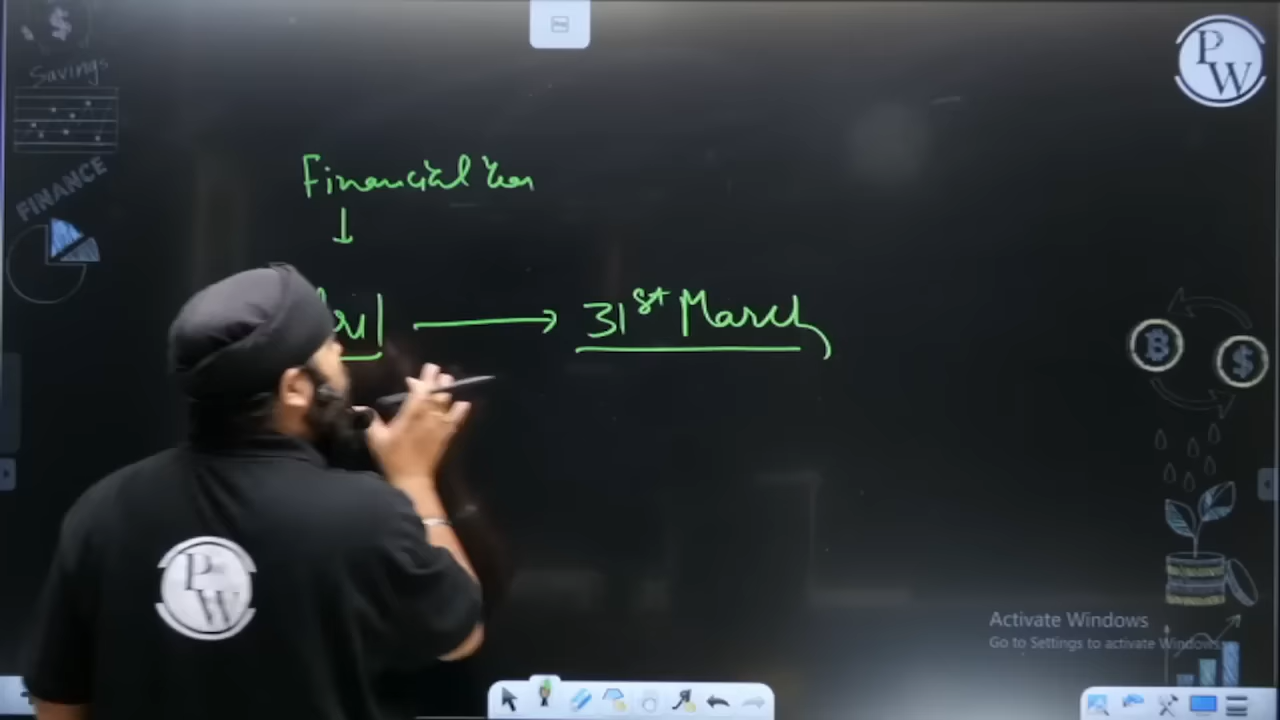 Savings
FINANCE
P
W
Financial Year
31st March
P
W
Activate Windows
Go to Settings to activate Windows.